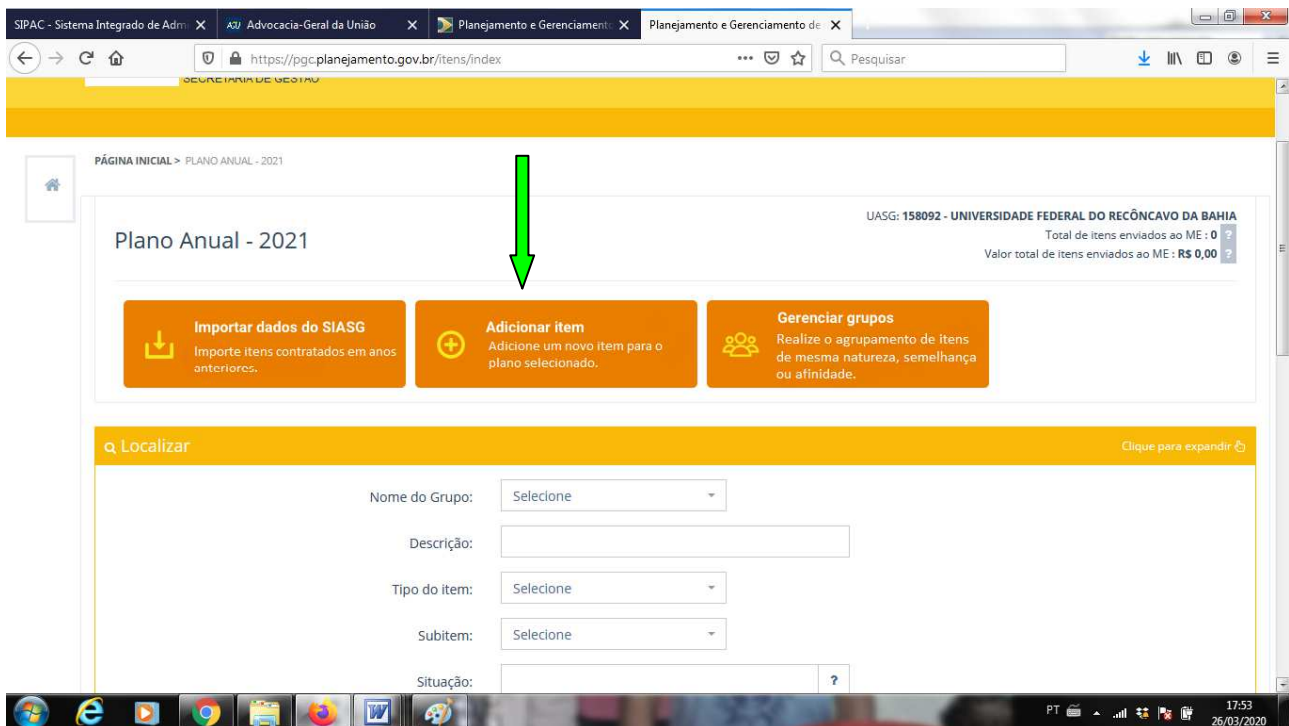 SIPAC - Sistema Integrado de Adm
Advocacia-Geral da União
Planejamento e Gerenciament
Planejamento e Gerenciamento de
https://pgc.planejamento.gov.br/itens/index
Pesquisar
SECRETARIA DE GESTÃO
PÁGINA INICIAL > PLANO ANUAL - 2021
UASG: 158092 - UNIVERSIDADE FEDERAL DO RECÔNCAVO DA BAHIA
Plano Anual - 2021
Total de itens enviados ao ME : 0 ?
Valor total de itens enviados ao ME : R$ 0,00 ?
Importar dados do SIASG
Importe itens contratados em anos
anteriores.
Adicionar item
Adicione um novo item para o
plano selecionado.
Gerenciar grupos
Realize o agrupamento de itens
de mesma natureza, semelhança
ou afinidade.
Localizar
Clique para expandir
Nome do Grupo: Selecione
Descrição:
Tipo do item: Selecione
Subitem: Selecione
Situação: ?
PT
17:53
26/03/2020